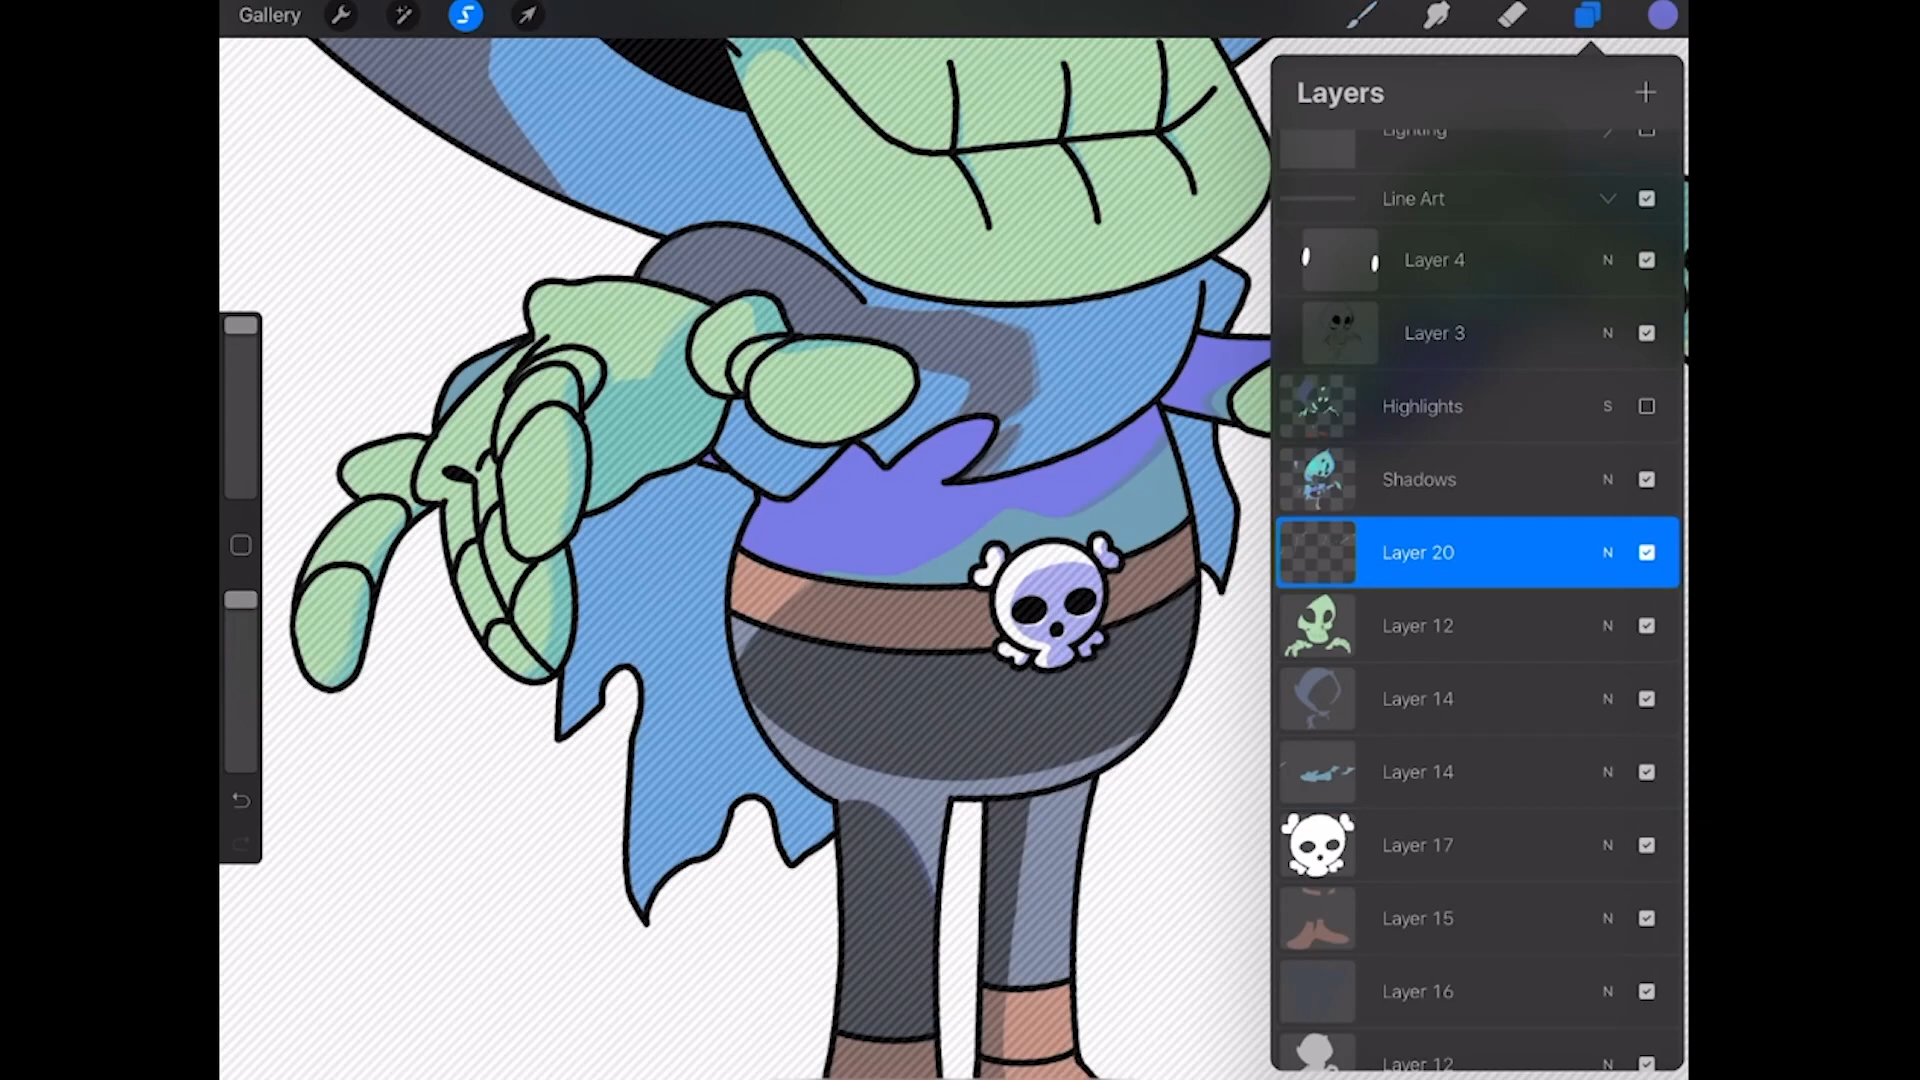 Gallery
Layers
Lighting
Line Art
Layer 4 N
Layer 3 N
Highlights S
Shadows N
Layer 20 N
Layer 12 N
Layer 14 N
Layer 14 N
Layer 17 N
Layer 15 N
Layer 16 N
Layer 12 N